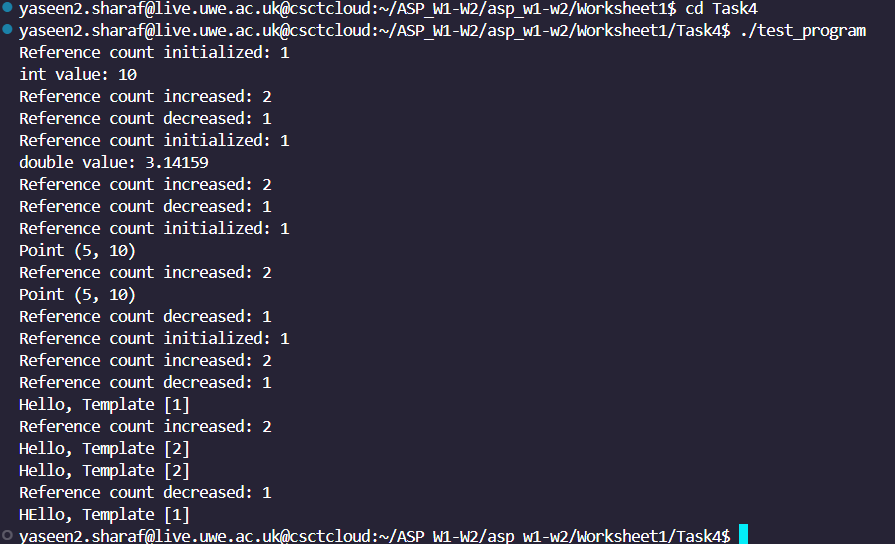 yaseen2.sharaf@live.uwe.ac.uk@csctcloud:~/ASP_W1-W2/asp_w1-w2/Worksheet1$ cd Task4
yaseen2.sharaf@live.uwe.ac.uk@csctcloud:~/ASP_W1-W2/asp_w1-w2/Worksheet1/Task4$ ./test_program
Reference count initialized: 1
int value: 10
Reference count increased: 2
Reference count decreased: 1
Reference count initialized: 1
double value: 3.14159
Reference count increased: 2
Reference count decreased: 1
Reference count initialized: 1
Point (5, 10)
Reference count increased: 2
Point (5, 10)
Reference count decreased: 1
Reference count initialized: 1
Reference count increased: 2
Reference count decreased: 1
Hello, Template [1]
Reference count increased: 2
Hello, Template [2]
Hello, Template [2]
Reference count decreased: 1
HEllo, Template [1]
yaseen2.sharaf@live.uwe.ac.uk@csctcloud:~/ASP_W1-W2/asp_w1-w2/Worksheet1/Task4$